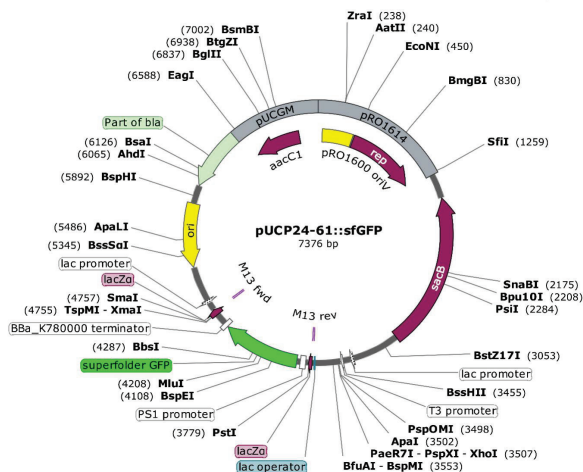 (7002) BsmBI
(6938) BtgZI
(6837) BglII
(6588) EagI
Part of bla
(6126) BsaI
(6065) AhdI
(5892) BspHI
(5486) ApaLI
(5345) BssSαI
lac promoter
lacZα
(4757) SmaI
(4755) TspMI - XmaI
BBa_K780000 terminator
(4287) BbsI
superfolder GFP
(4208) MluI
(4108) BspEI
PS1 promoter
(3779) PstI
lacZα
lac operator
ZraI (238)
AatII (240)
EcoNI (450)
BmgBI (830)
SfiI (1259)
SnaBI (2175)
Bpu10I (2208)
PsiI (2284)
BstZ17I (3053)
lac promoter
BssHII (3455)
T3 promoter
PspOMI (3498)
ApaI (3502)
PaeR7I - PspXI - XhoI (3507)
BfuAI - BspMI (3553)
pUCGM
pRO1614
aacC1
pRO1600 oriV
rep
ori
sacB
pUCP24-61::sfGFP
7376 bp
M13 fwd
M13 rev